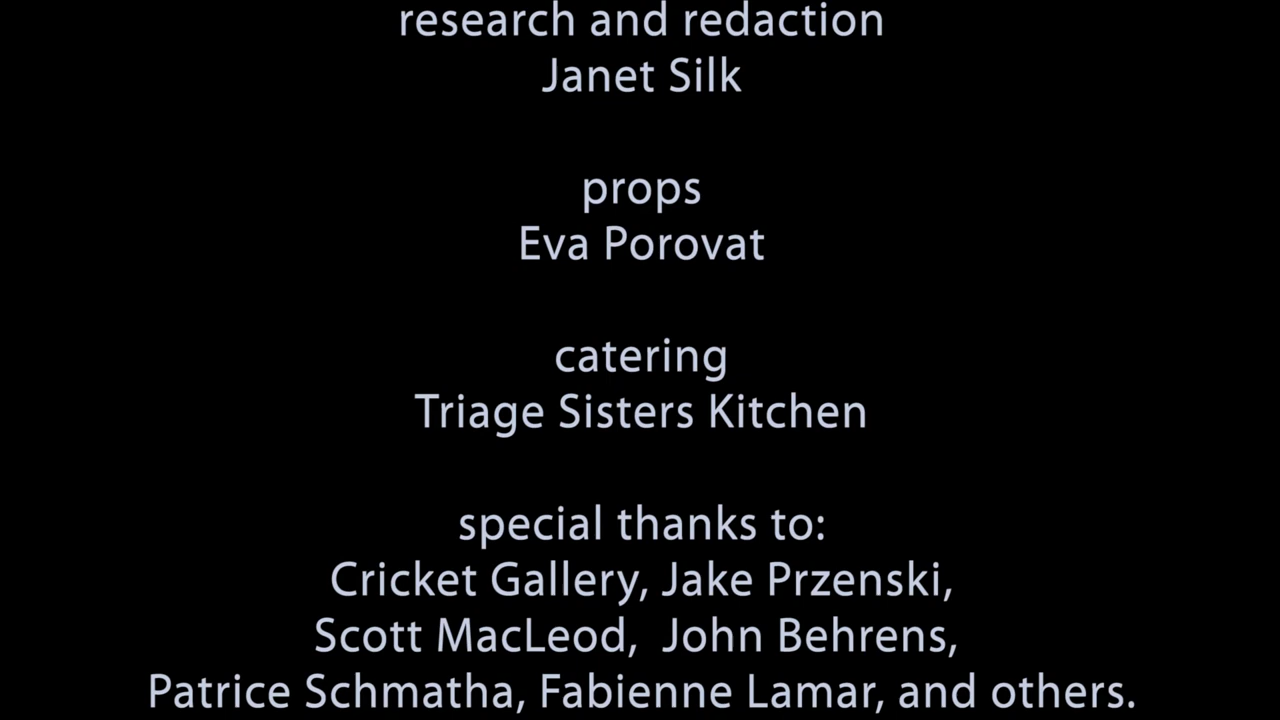 research and redaction
Janet Silk
props
Eva Porovat
catering
Triage Sisters Kitchen
special thanks to:
Cricket Gallery, Jake Przenski,
Scott MacLeod,  John Behrens,
Patrice Schmatha, Fabienne Lamar, and others.